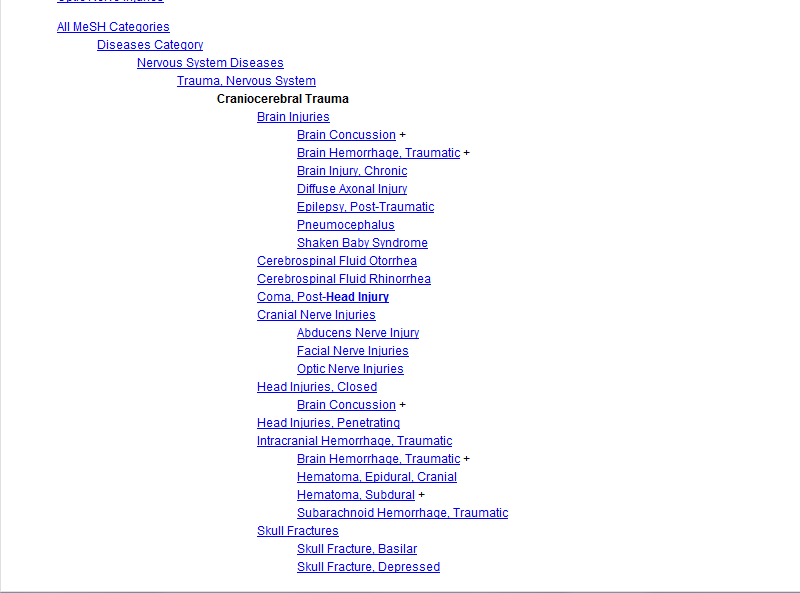 Optic Nerve Injuries
All MeSH Categories
Diseases Category
Nervous System Diseases
Trauma, Nervous System
Craniocerebral Trauma
Brain Injuries
Brain Concussion +
Brain Hemorrhage, Traumatic +
Brain Injury, Chronic
Diffuse Axonal Injury
Epilepsy, Post-Traumatic
Pneumocephalus
Shaken Baby Syndrome
Cerebrospinal Fluid Otorrhea
Cerebrospinal Fluid Rhinorrhea
Coma, Post-Head Injury
Cranial Nerve Injuries
Abducens Nerve Injury
Facial Nerve Injuries
Optic Nerve Injuries
Head Injuries, Closed
Brain Concussion +
Head Injuries, Penetrating
Intracranial Hemorrhage, Traumatic
Brain Hemorrhage, Traumatic +
Hematoma, Epidural, Cranial
Hematoma, Subdural +
Subarachnoid Hemorrhage, Traumatic
Skull Fractures
Skull Fracture, Basilar
Skull Fracture, Depressed